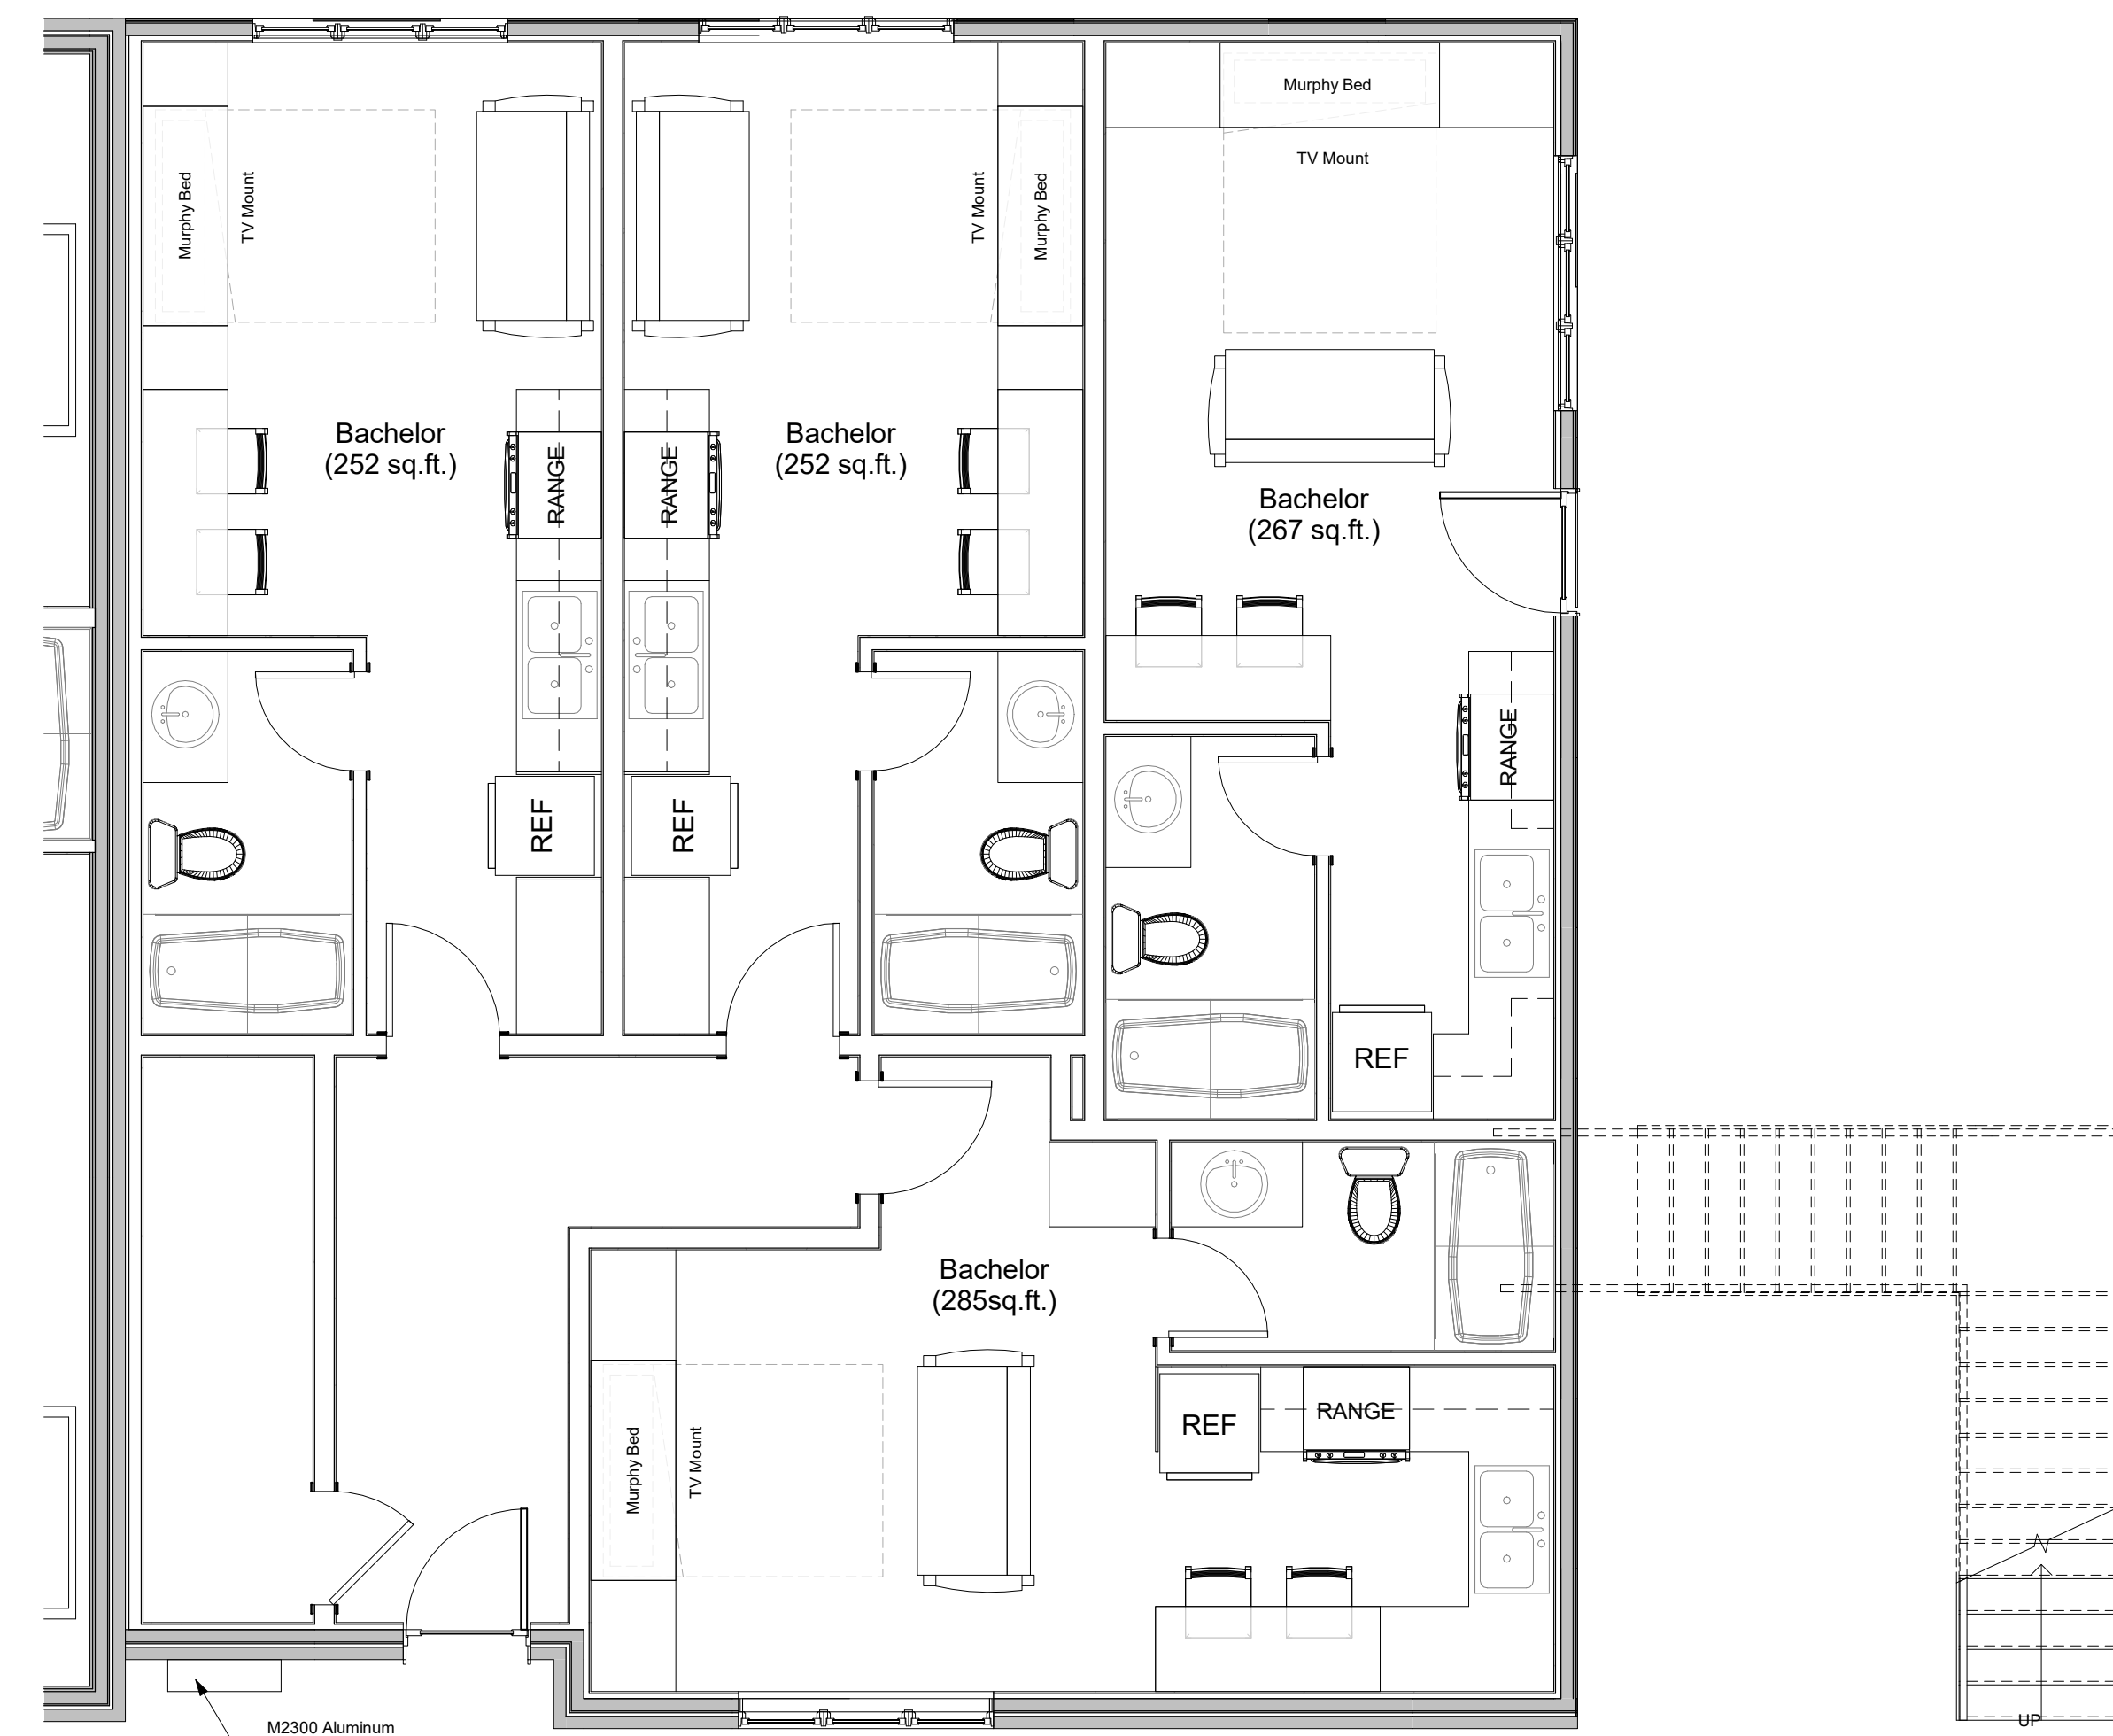 Murphy Bed
TV Mount
Murphy Bed
TV Mount
TV Mount
Murphy Bed
Bachelor
(252 sq.ft.)
RANGE
RANGE
Bachelor
(252 sq.ft.)
Bachelor
(267 sq.ft.)
RANGE
REF
REF
REF
Bachelor
(285sq.ft.)
Murphy Bed
TV Mount
REF
RANGE
UP
M2300 Aluminum